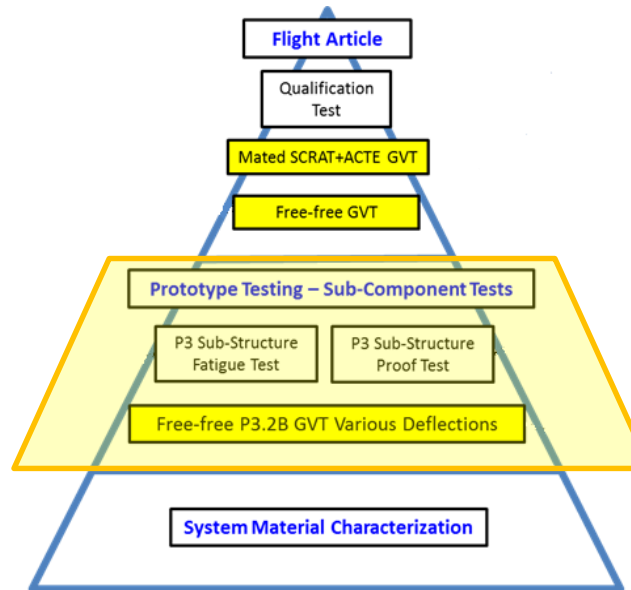 Flight Article
Qualification
Test
Mated SCRAT+ACTE GVT
Free-free GVT
Prototype Testing – Sub-Component Tests
P3 Sub-Structure
Fatigue Test
P3 Sub-Structure
Proof Test
Free-free P3.2B GVT Various Deflections
System Material Characterization